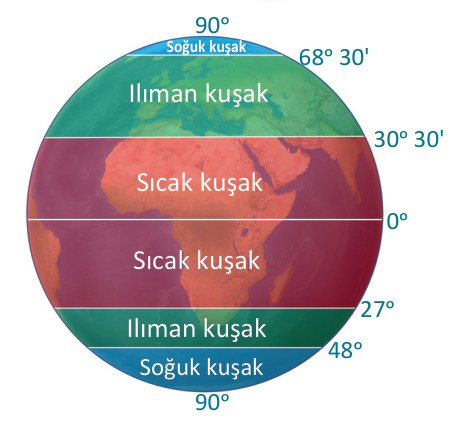 90°
Soğuk kuşak
68° 30'
Ilıman kuşak
30° 30'
Sıcak kuşak
0°
Sıcak kuşak
27°
Ilıman kuşak
48°
Soğuk kuşak
90°